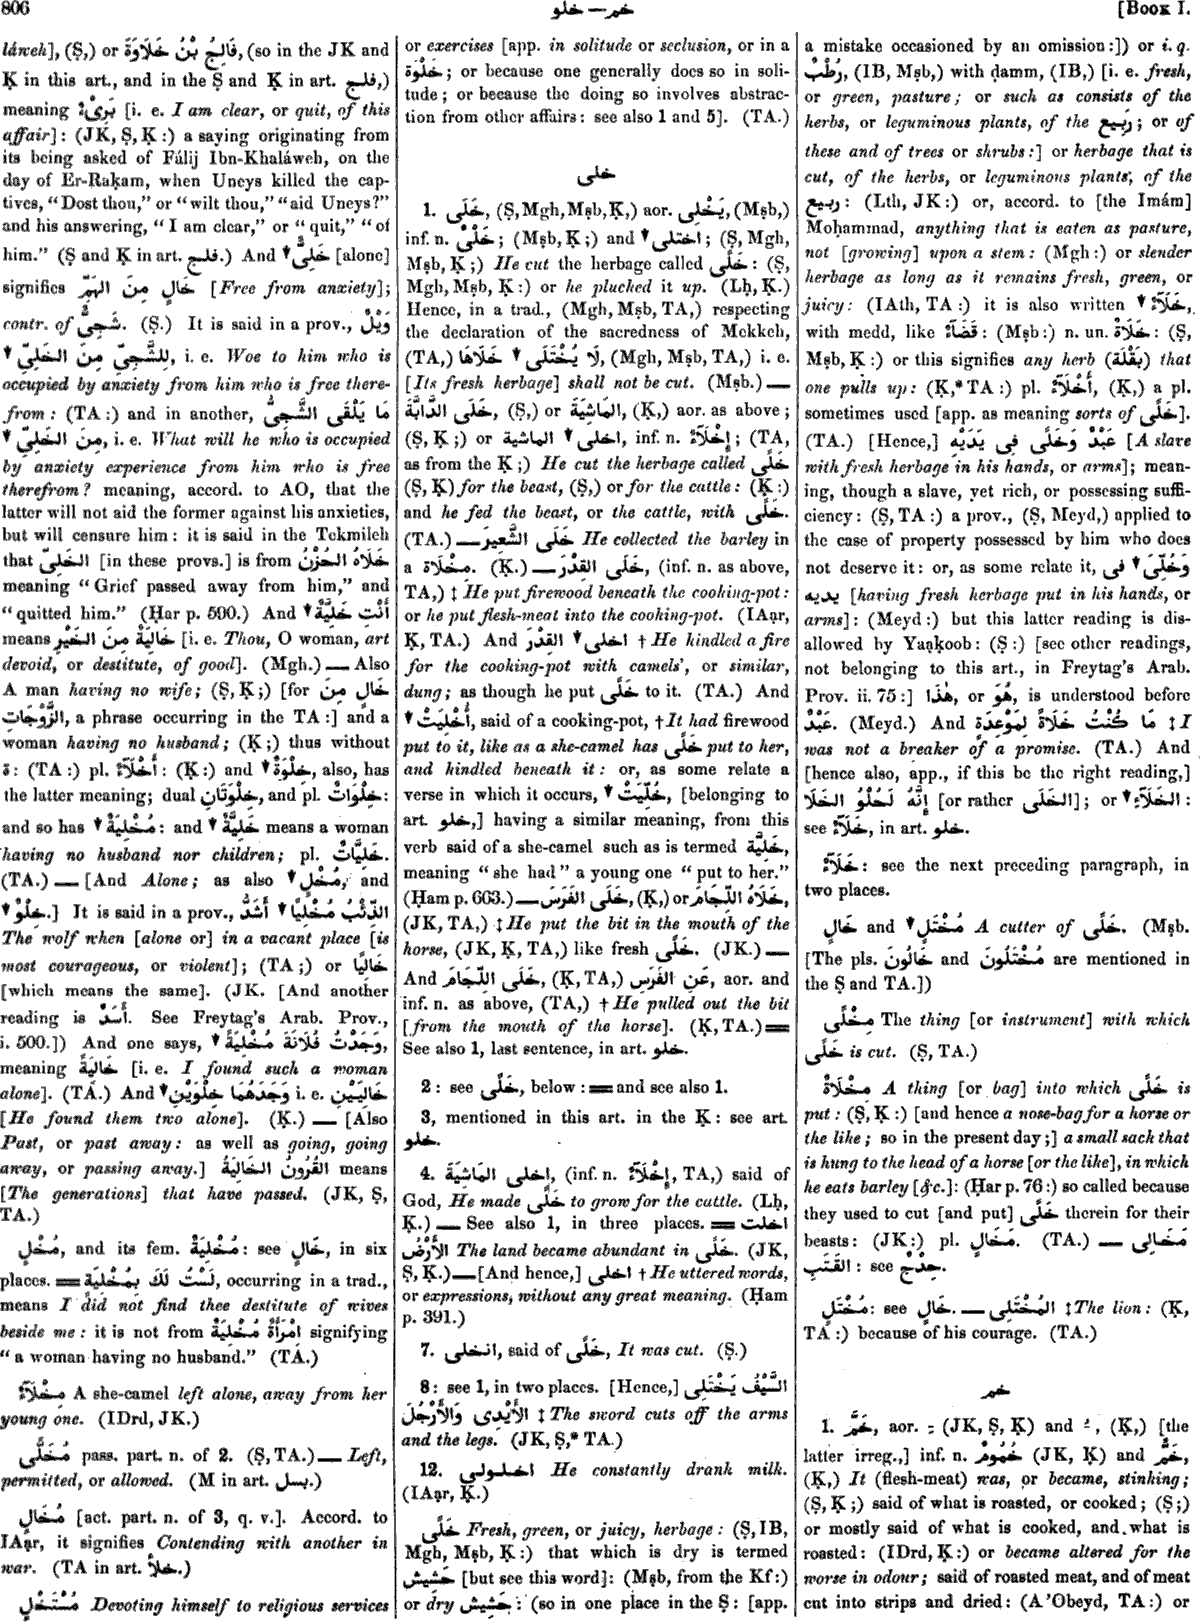 806
خلو — خمر
[BOOK I.
láweh], (Ṣ,) or فَالِجُ بْنُ خَلَاوَةَ, (so in the JK and
Ḳ in this art., and in the Ṣ and Ḳ in art. فلج,)
meaning بَرِىْءٌ [i. e. I am clear, or quit, of this
affair]: (JK, Ṣ, Ḳ:) a saying originating from
its being asked of Fálij Ibn-Khaláweh, on the
day of Er-Raḳam, when Uneys killed the cap-
tives, “Dost thou,” or “wilt thou,” “aid Uneys?”
and his answering, “I am clear,” or “quit,” “of
him.” (Ṣ and Ḳ in art. فلج.) And ▼ خَلِىٌّ [alone]
signifies خَالٍ مِنَ الهَمِّ [Free from anxiety];
contr. of شَجِىٌّ. (Ṣ.) It is said in a prov., وَيْلٌ
لِلشَّجِىِّ مِنَ الخَلِىِّ ▼, i. e. Woe to him who is
occupied by anxiety from him who is free there-
from: (TA:) and in another, مَا يَلْقَى الشَّجِىُّ
مِنَ الخَلِىِّ ▼, i. e. What will he who is occupied
by anxiety experience from him who is free
therefrom? meaning, accord. to AO, that the
latter will not aid the former against his anxieties,
but will censure him: it is said in the Tekmileh
that الخَلِىّ [in these provs.] is from خَلَاهُ الحُزْنُ
meaning “Grief passed away from him,” and
“quitted him.” (Ḥar p. 590.) And أَنْتِ خَلِيَّةٌ ▼
means خَالِيَةٌ مِنَ الخَيْرِ [i. e. Thou, O woman, art
devoid, or destitute, of good]. (Mgh.) — Also
A man having no wife; (Ṣ, Ḳ;) [for خَالٍ مِنَ
الزَّوْجَاتِ, a phrase occurring in the TA:] and a
woman having no husband; (Ḳ;) thus without
ة: (TA:) pl. أَخْلَآءٌ: (Ḳ:) and ▼ خِلْوَةٌ, also, has
the latter meaning; dual خِلْوَتَانِ, and pl. خِلْوَاتٌ:
and so has ▼ مُخْلِيَةٌ: and ▼ خَلِيَّةٌ means a woman
having no husband nor children; pl. خَلِيَّاتٌ.
(TA.) — [And Alone; as also ▼ مُخْلٍ, and
▼ خِلْوٌ.] It is said in a prov., الذِّئْبُ مُخْلِيًا ▼ أَشَدُّ
The wolf when [alone or] in a vacant place [is
most courageous, or violent]; (TA;) or خَالِيًا
[which means the same]. (JK. [And another
reading is أَسَدٌ. See Freytag's Arab. Prov.,
i. 500.]) And one says, وَجَدْتُ فُلَانَةَ مُخْلِيَةً ▼,
meaning خَالِيَةً [i. e. I found such a woman
alone]. (TA.) And وَجَدَهُمَا خِلْوَيْنِ ▼ i. e. خَالِيَيْنِ
[He found them two alone]. (Ḳ.) — [Also
Past, or past away: as well as going, going
away, or passing away.] القُرُونُ الخَالِيَةُ means
[The generations] that have passed. (JK, Ṣ,
TA.)
مُخْلٍ, and its fem. مُخْلِيَةٌ: see خَالٍ, in six
places. = لَسْتُ لَكَ بِمُخْلِيَةٍ, occurring in a trad.,
means I did not find thee destitute of wives
beside me: it is not from امْرَأَةٌ مُخْلِيَةٌ signifying
“a woman having no husband.” (TA.)
مِخْلَآءٌ A she-camel left alone, away from her
young one. (IDrd, JK.)
مُخَلًّى pass. part. n. of 2. (Ṣ, TA.) — Left,
permitted, or allowed. (M in art. بسل.)
مُخَالٍ [act. part. n. of 3, q. v.]. Accord. to
IAạr, it signifies Contending with another in
war. (TA in art. خلأ.)
مُسْتَخْلٍ Devoting himself to religious services
or exercises [app. in solitude or seclusion, or in a
خَلْوَة; or because one generally does so in soli-
tude; or because the doing so involves abstrac-
tion from other affairs: see also 1 and 5]. (TA.)
خلى
1. خَلَى, (Ṣ, Mgh, Mṣb, Ḳ,) aor. يَخْلِى, (Mṣb,)
inf. n. خَلْىٌ; (Mṣb, Ḳ;) and ▼ اختلى; (Ṣ, Mgh,
Mṣb, Ḳ;) He cut the herbage called خَلًى: (Ṣ,
Mgh, Mṣb, Ḳ:) or he plucked it up. (Lḥ, Ḳ.)
Hence, in a trad., (Mgh, Mṣb, TA,) respecting
the declaration of the sacredness of Mekkeh,
(TA,) لَا يُخْتَلَى ▼ خَلَاهَا, (Mgh, Mṣb, TA,) i. e.
[Its fresh herbage] shall not be cut. (Mṣb.) —
خَلَى الدَّابَّةَ, (Ṣ,) or المَاشِيَةَ, (Ḳ,) aor. as above;
(Ṣ, Ḳ;) or اخلى ▼ الماشية, inf. n. إِخْلَآءٌ; (TA,
as from the Ḳ;) He cut the herbage called خَلًى
(Ṣ, Ḳ) for the beast, (Ṣ,) or for the cattle: (Ḳ:)
and he fed the beast, or the cattle, with خَلًى.
(TA.) — خَلَى الشَّعِيرَ He collected the barley in
a مِخْلَاة. (Ḳ.) — خَلَى القِدْرَ, (inf. n. as above,
TA,) ‡ He put firewood beneath the cooking-pot:
or he put flesh-meat into the cooking-pot. (IAạr,
Ḳ, TA.) And اخلى ▼ القِدْرَ † He kindled a fire
for the cooking-pot with camels', or similar,
dung; as though he put خَلًى to it. (TA.) And
أُخْلِيَتْ ▼, said of a cooking-pot, † It had firewood
put to it, like as a she-camel has خَلًى put to her,
and kindled beneath it: or, as some relate a
verse in which it occurs, خُلِّيَتْ ▼, [belonging to
art. خلو,] having a similar meaning, from this
verb said of a she-camel such as is termed خَلِيَّة,
meaning “she had” a young one “put to her.”
(Ḥam p. 663.) — خَلَى الفَرَسَ, (Ḳ,) or خَلَاهُ اللِّجَامَ,
(JK, TA,) ‡ He put the bit in the mouth of the
horse, (JK, Ḳ, TA,) like fresh خَلًى. (JK.) —
And خَلَى اللِّجَامَ, (Ḳ, TA,) عَنِ الفَرَسِ, aor. and
inf. n. as above, (TA,) † He pulled out the bit
[from the mouth of the horse]. (Ḳ, TA.) =
See also 1, last sentence, in art. خلو.
2: see خَلًى, below: = and see also 1.
3, mentioned in this art. in the Ḳ: see art.
خلو.
4. اخلى المَاشِيَةَ, (inf. n. إِخْلَآءٌ, TA,) said of
God, He made خَلًى to grow for the cattle. (Lḥ,
Ḳ.) — See also 1, in three places. = اخلت
الأَرْضُ The land became abundant in خَلًى. (JK,
Ṣ, Ḳ.) — [And hence,] اخلى † He uttered words,
or expressions, without any great meaning. (Ḥam
p. 391.)
7. انخلى, said of خَلًى, It was cut. (Ṣ.)
8: see 1, in two places. [Hence,] السَّيْفُ يَخْتَلِى
الأَيْدِى وَالأَرْجُلَ ‡ The sword cuts off the arms
and the legs. (JK, Ṣ,* TA.)
12. اخلولى He constantly drank milk.
(IAạr, Ḳ.)
خَلًى Fresh, green, or juicy, herbage: (Ṣ, IB,
Mgh, Mṣb, Ḳ:) that which is dry is termed
حَشِيش [but see this word]: (Mṣb, from the Kf:)
or dry حَشِيش: (so in one place in the Ṣ: [app.
a mistake occasioned by an omission:]) or i. q.
رُطْبٌ, (IB, Mṣb,) with ḍamm, (IB,) [i. e. fresh,
or green, pasture; or such as consists of the
herbs, or leguminous plants, of the رَبِيع; or of
these and of trees or shrubs:] or herbage that is
cut, of the herbs, or leguminous plants, of the
رَبِيع: (Lth, JK:) or, accord. to [the Imám]
Moḥammad, anything that is eaten as pasture,
not [growing] upon a stem: (Mgh:) or slender
herbage as long as it remains fresh, green, or
juicy: (IAth, TA:) it is also written ▼ خَلَآءٌ,
with medd, like قَضَآءٌ: (Mṣb:) n. un. خَلَاةٌ: (Ṣ,
Mṣb, Ḳ:) or this signifies any herb (بَقْلَة) that
one pulls up: (Ḳ,* TA:) pl. أَخْلَآءٌ, (Ḳ,) a pl.
sometimes used [app. as meaning sorts of خَلًى].
(TA.) [Hence,] عَبْدٌ وَخَلًى فِى يَدَيْهِ [A slave
with fresh herbage in his hands, or arms]; mean-
ing, though a slave, yet rich, or possessing suffi-
ciency: (Ṣ, TA:) a prov., (Ṣ, Meyd,) applied to
the case of property possessed by him who does
not deserve it: or, as some relate it, وَخُلِّىَ ▼ فى
يديه [having fresh herbage put in his hands, or
arms]: (Meyd:) but this latter reading is dis-
allowed by Yaạḳoob: (Ṣ:) [see other readings,
not belonging to this art., in Freytag's Arab.
Prov. ii. 75:] هٰذَا, or هُوَ, is understood before
عَبْدٌ. (Meyd.) And مَا كُنْتُ خَلَاةً لِمَوْعِدَةٍ ‡ I
was not a breaker of a promise. (TA.) And
[hence also, app., if this be the right reading,]
إِنَّهُ لَحُلْوُ الخَلَا [or rather الخَلَى]; or الخَلَآءِ ▼:
see خَلَآءٌ, in art. خلو.
خَلَآءٌ: see the next preceding paragraph, in
two places.
خَالٍ and ▼ مُخْتَلٍ A cutter of خَلًى. (Mṣb.
[The pls. خَالُونَ and مُخْتَلُونَ are mentioned in
the Ṣ and TA.])
مِخْلًى The thing [or instrument] with which
خَلًى is cut. (Ṣ, TA.)
مِخْلَاةٌ A thing [or bag] into which خَلًى is
put: (Ṣ, Ḳ:) [and hence a nose-bag for a horse or
the like; so in the present day;] a small sack that
is hung to the head of a horse [or the like], in which
he eats barley [&c.]: (Ḥar p. 76:) so called because
they used to cut [and put] خَلًى therein for their
beasts: (JK:) pl. مَخَالٍ. (TA.) — مَخَالِى
القَتَبِ: see حِدْجٌ.
مُخْتَلٍ: see خَالٍ. — المُخْتَلِى ‡ The lion: (Ḳ,
TA:) because of his courage. (TA.)
خم
1. خَمَّ, aor. ـِ (JK, Ṣ, Ḳ) and ـُ, (Ḳ,) [the
latter irreg.,] inf. n. خُمُومٌ (JK, Ḳ) and خَمٌّ,
(Ḳ,) It (flesh-meat) was, or became, stinking;
(Ṣ, Ḳ;) said of what is roasted, or cooked; (Ṣ;)
or mostly said of what is cooked, and what is
roasted: (IDrd, Ḳ:) or became altered for the
worse in odour; said of roasted meat, and of meat
cut into strips and dried: (A'Obeyd, TA:) or